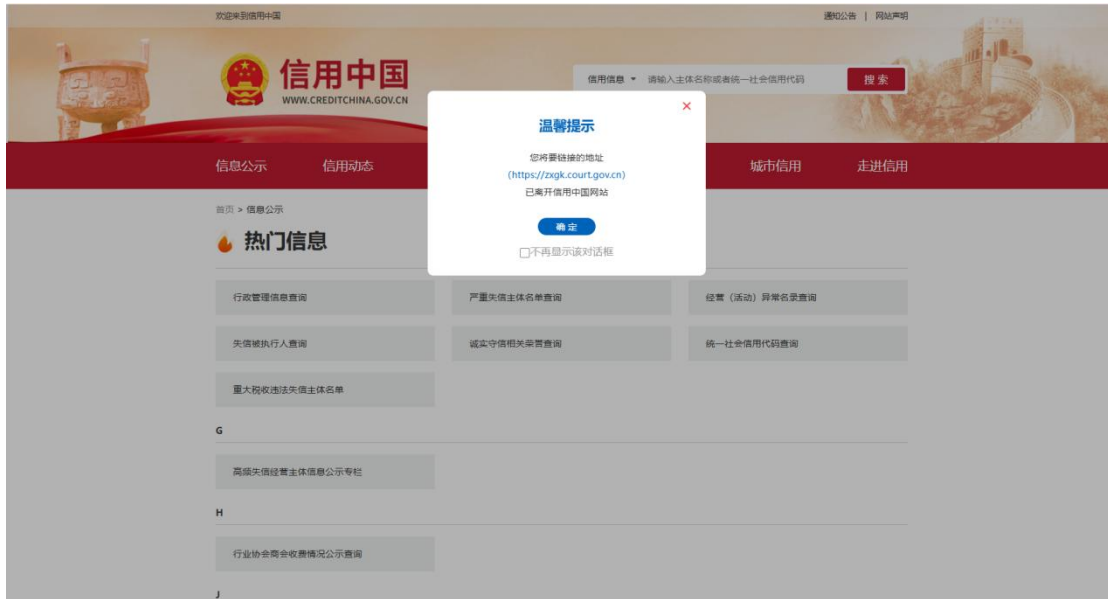 欢迎来到信用中国
通知公告 | 网站声明
信用中国
WWW.CREDITCHINA.GOV.CN
信用信息 请输入主体名称或者统一社会信用代码 搜索
温馨提示
您将要链接的地址
(https://zxgk.court.gov.cn)
已离开信用中国网站
确定
不再显示该对话框
信息公示 信用动态 城市信用 走进信用
首页 > 信息公示
热门信息
行政管理信息查询 严重失信主体名单查询 经营（活动）异常名录查询
失信被执行人查询 诚实守信相关荣誉查询 统一社会信用代码查询
重大税收违法失信主体名单
G
高频失信经营主体信息公示专栏
H
行业协会商会收费情况公示查询
J